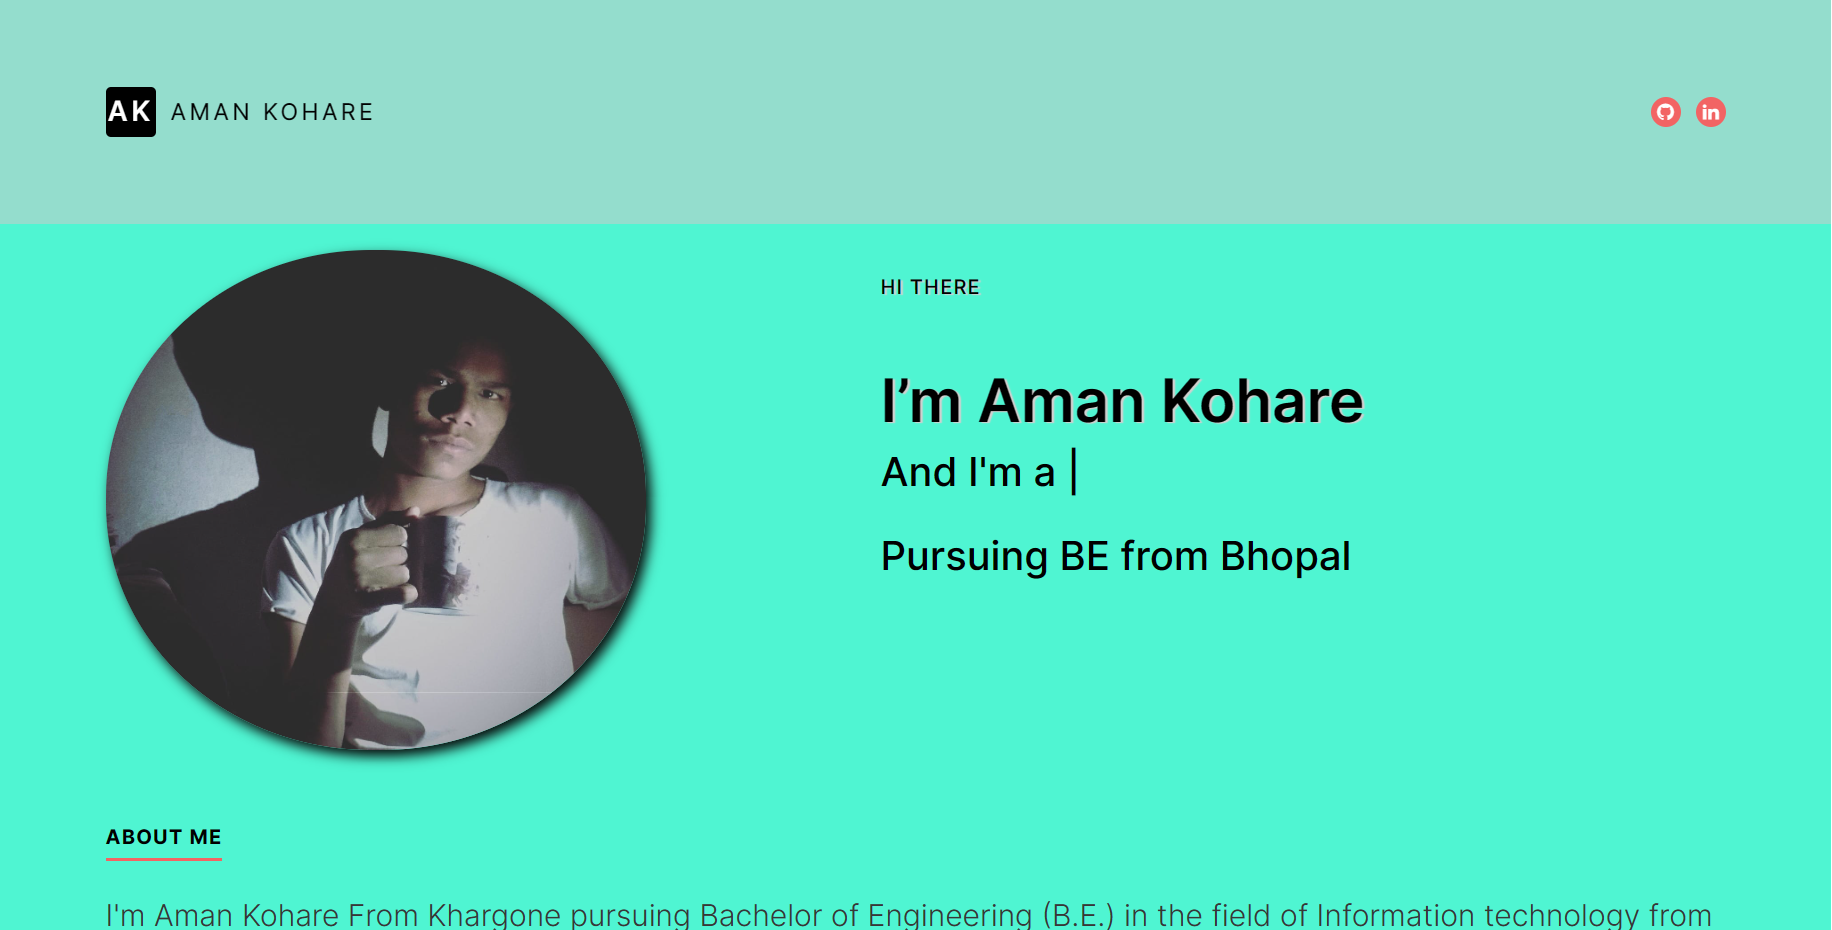 AK AMAN KOHARE
in
HI THERE
I’m Aman Kohare
And I'm a |
Pursuing BE from Bhopal
ABOUT ME
I'm Aman Kohare From Khargone pursuing Bachelor of Engineering (B.E.) in the field of Information technology from